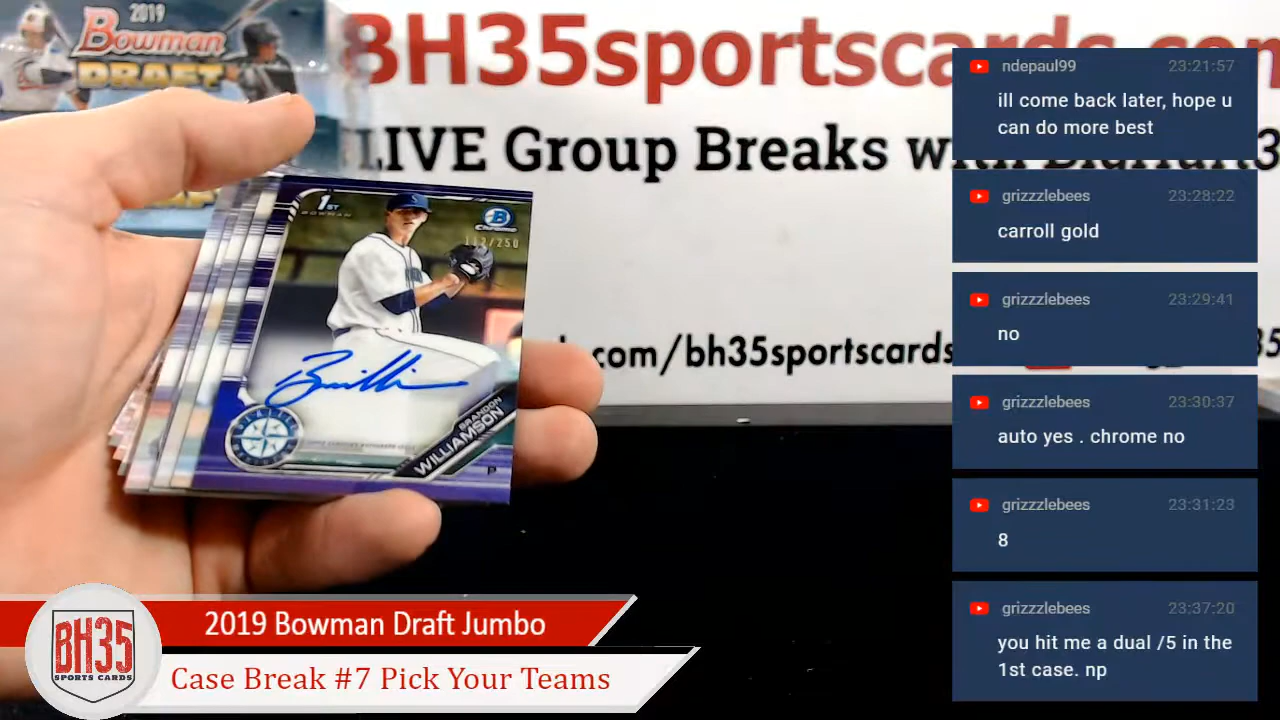 2019
Bowman
DRAFT
BH35sportscards.com
LIVE Group Breaks with
.com/bh35sportscards
1ST
BOWMAN
B
Chrome
112/250
BRANDON
WILLIAMSON
P
ndepaul99 23:21:57
ill come back later, hope u
can do more best
grizzzlebees 23:28:22
carroll gold
grizzzlebees 23:29:41
no
grizzzlebees 23:30:37
auto yes . chrome no
grizzzlebees 23:31:23
8
grizzzlebees 23:37:20
you hit me a dual /5 in the
1st case. np
BH35
SPORTS CARDS
2019 Bowman Draft Jumbo
Case Break #7 Pick Your Teams